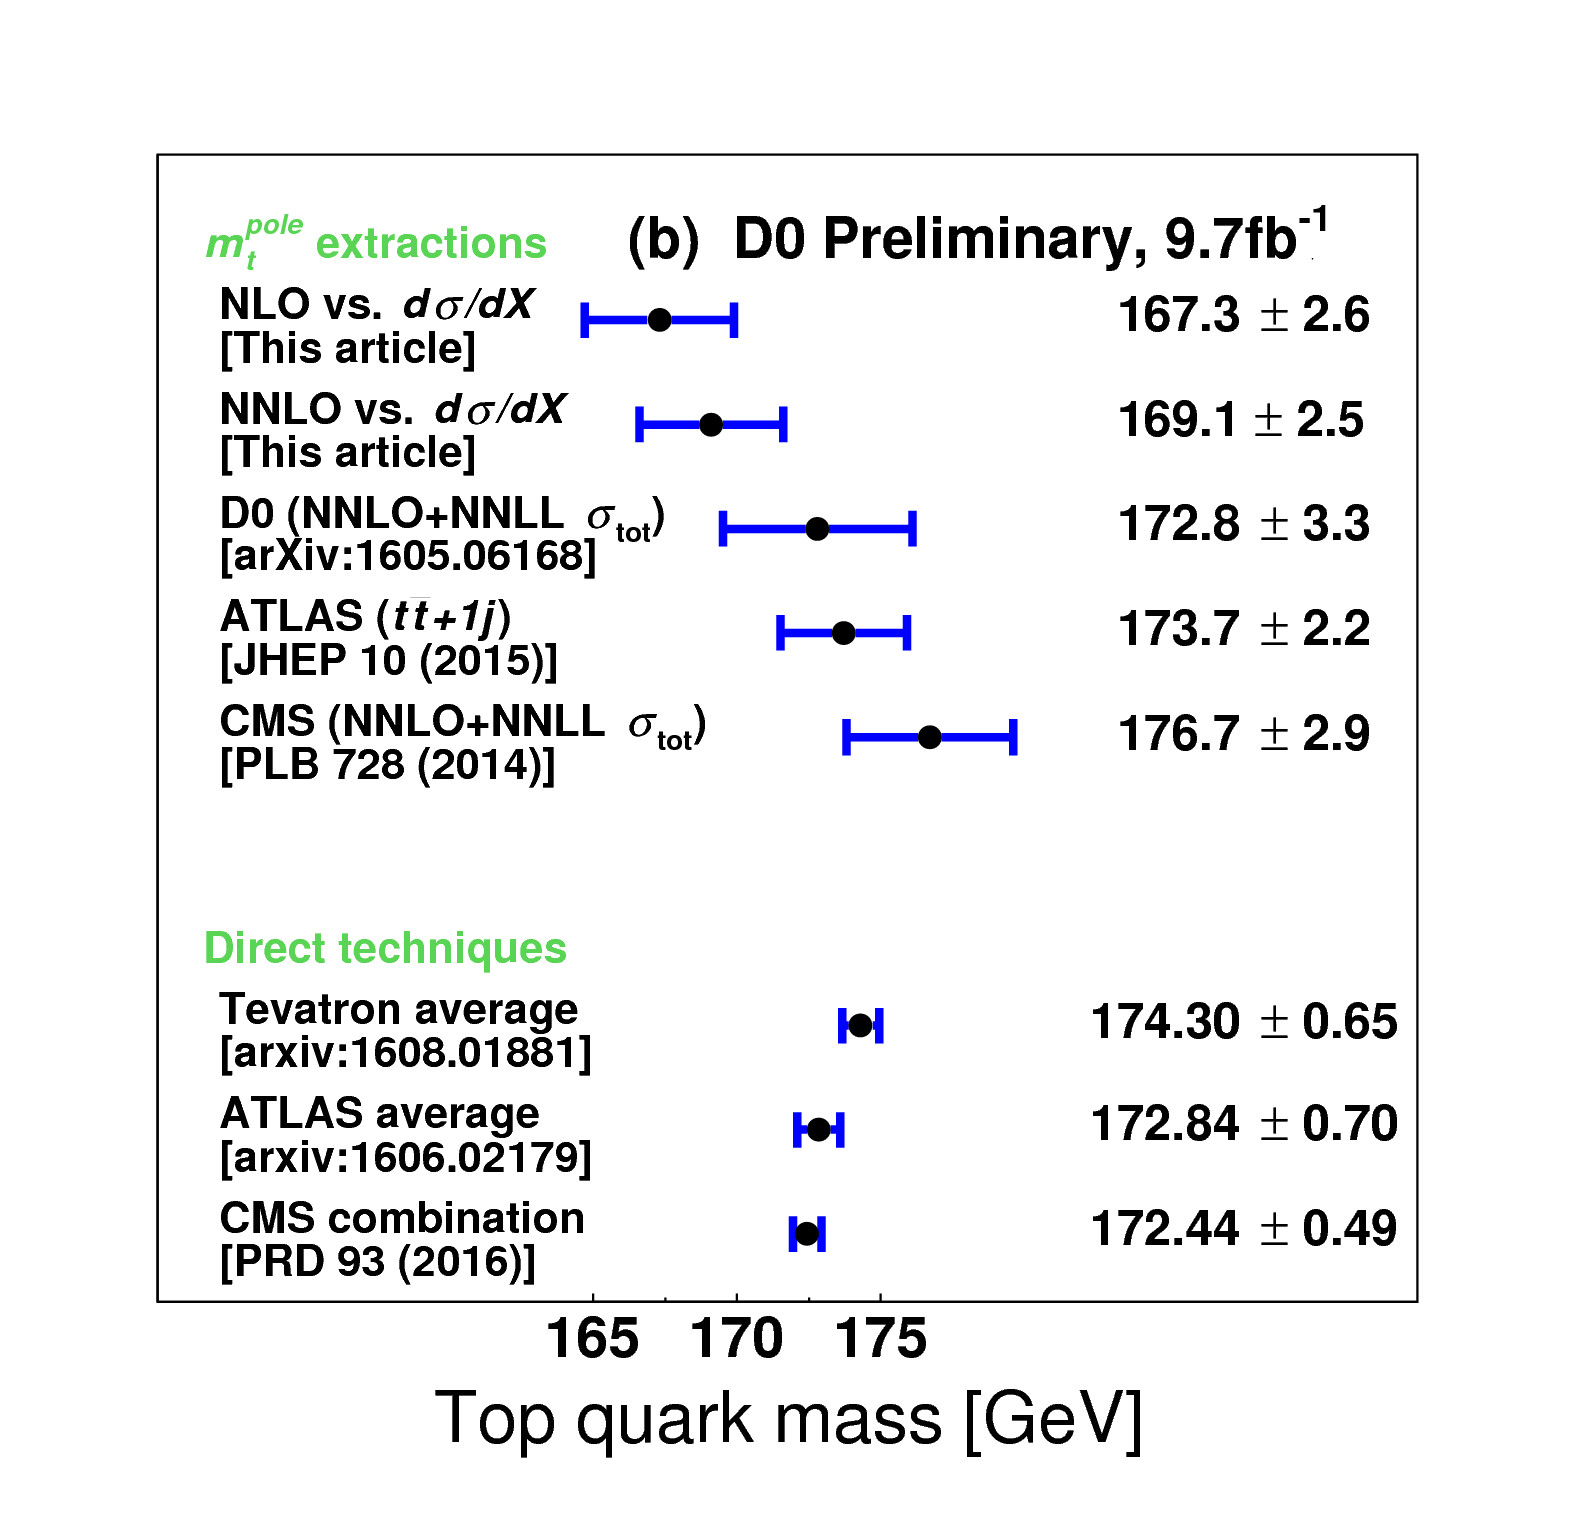 m_t^pole extractions (b) D0 Preliminary, 9.7fb^-1
NLO vs. dσ/dX 167.3 ± 2.6
[This article]
NNLO vs. dσ/dX 169.1 ± 2.5
[This article]
D0 (NNLO+NNLL σ_tot) 172.8 ± 3.3
[arXiv:1605.06168]
ATLAS (tt̄+1j) 173.7 ± 2.2
[JHEP 10 (2015)]
CMS (NNLO+NNLL σ_tot) 176.7 ± 2.9
[PLB 728 (2014)]
Direct techniques
Tevatron average 174.30 ± 0.65
[arxiv:1608.01881]
ATLAS average 172.84 ± 0.70
[arxiv:1606.02179]
CMS combination 172.44 ± 0.49
[PRD 93 (2016)]
165 170 175
Top quark mass [GeV]